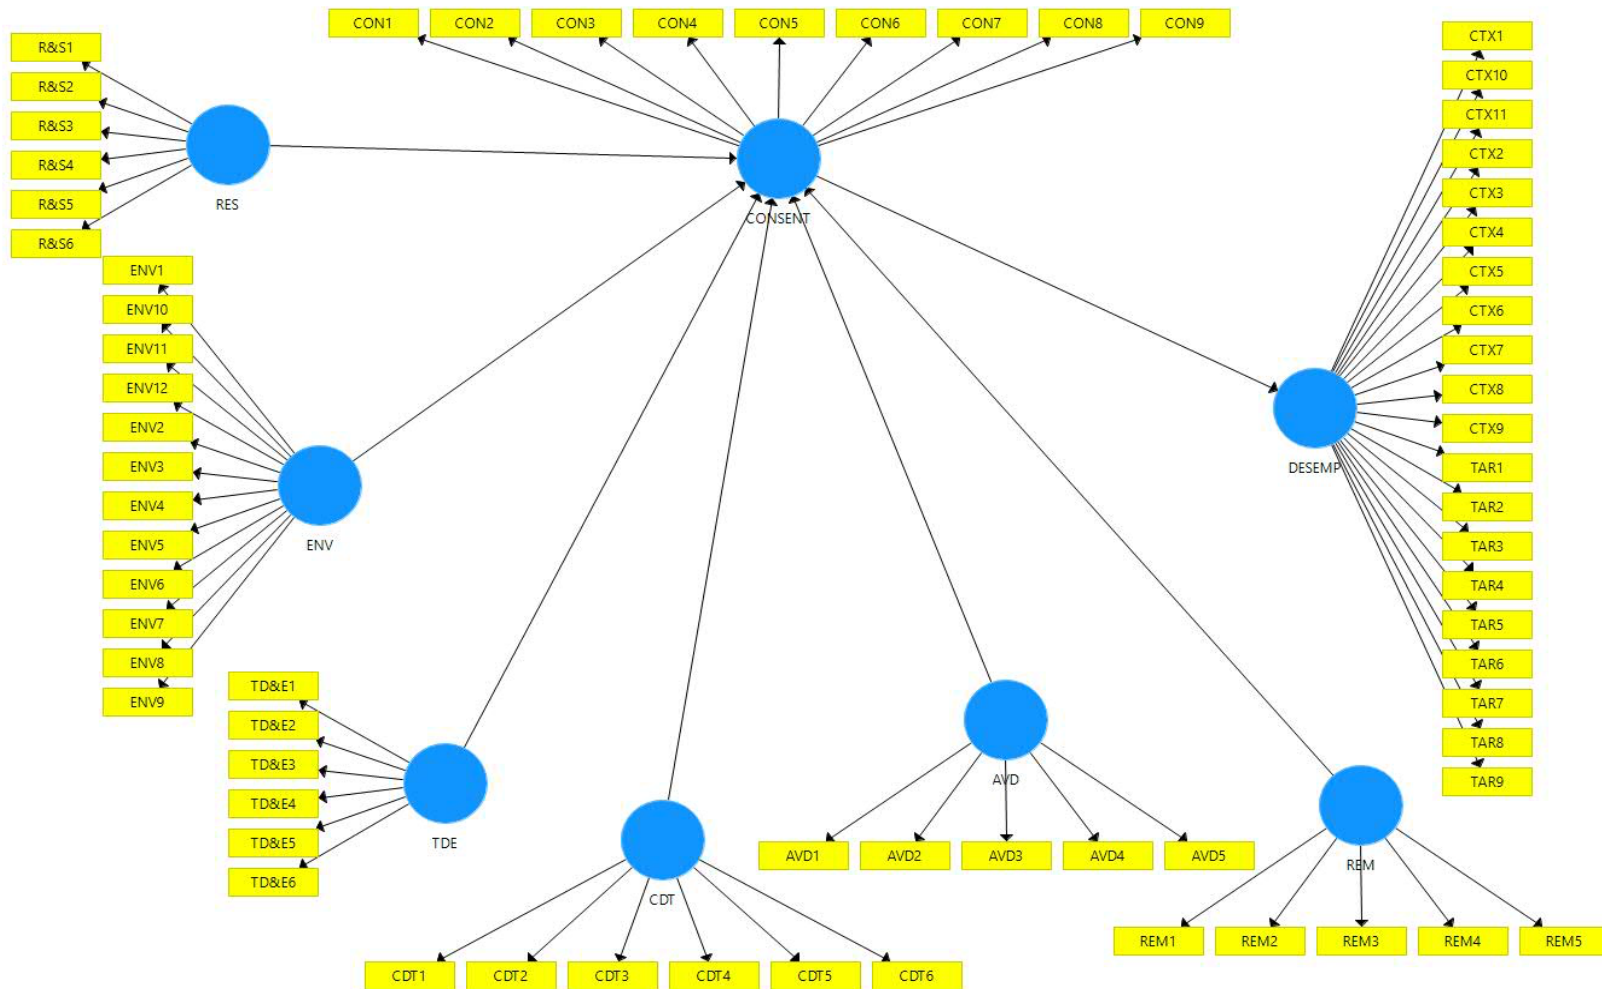 CON1
CON2
CON3
CON4
CON5
CON6
CON7
CON8
CON9
R&S1
R&S2
R&S3
R&S4
R&S5
R&S6
RES
CONSENT
CTX1
CTX10
CTX11
CTX2
CTX3
CTX4
CTX5
CTX6
CTX7
CTX8
CTX9
TAR1
TAR2
TAR3
TAR4
TAR5
TAR6
TAR7
TAR8
TAR9
DESEMP
ENV1
ENV10
ENV11
ENV12
ENV2
ENV3
ENV4
ENV5
ENV6
ENV7
ENV8
ENV9
ENV
TD&E1
TD&E2
TD&E3
TD&E4
TD&E5
TD&E6
TDE
CDT
CDT1
CDT2
CDT3
CDT4
CDT5
CDT6
AVD
AVD1
AVD2
AVD3
AVD4
AVD5
REM
REM1
REM2
REM3
REM4
REM5